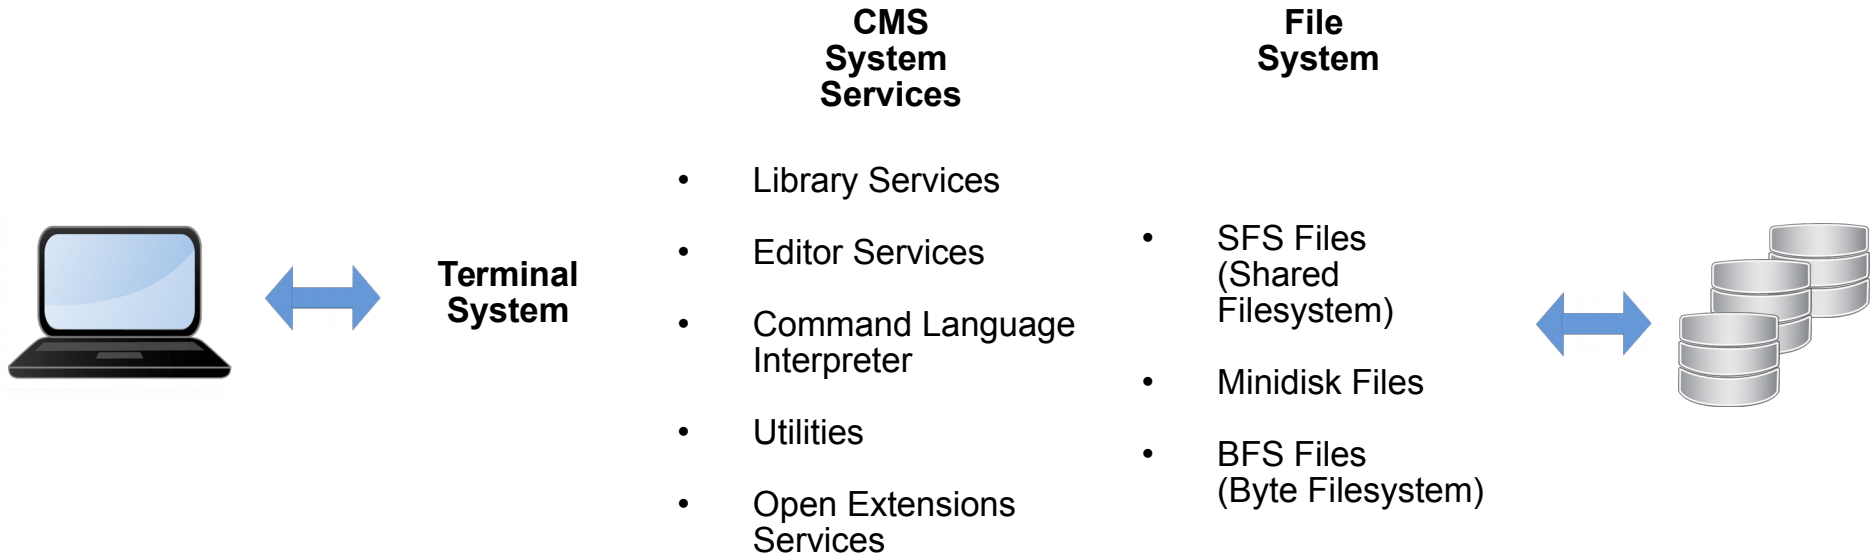 CMS
System
Services
File
System
Terminal
System
• Library Services
• Editor Services
• Command Language
Interpreter
• Utilities
• Open Extensions
Services
• SFS Files
(Shared
Filesystem)
• Minidisk Files
• BFS Files
(Byte Filesystem)